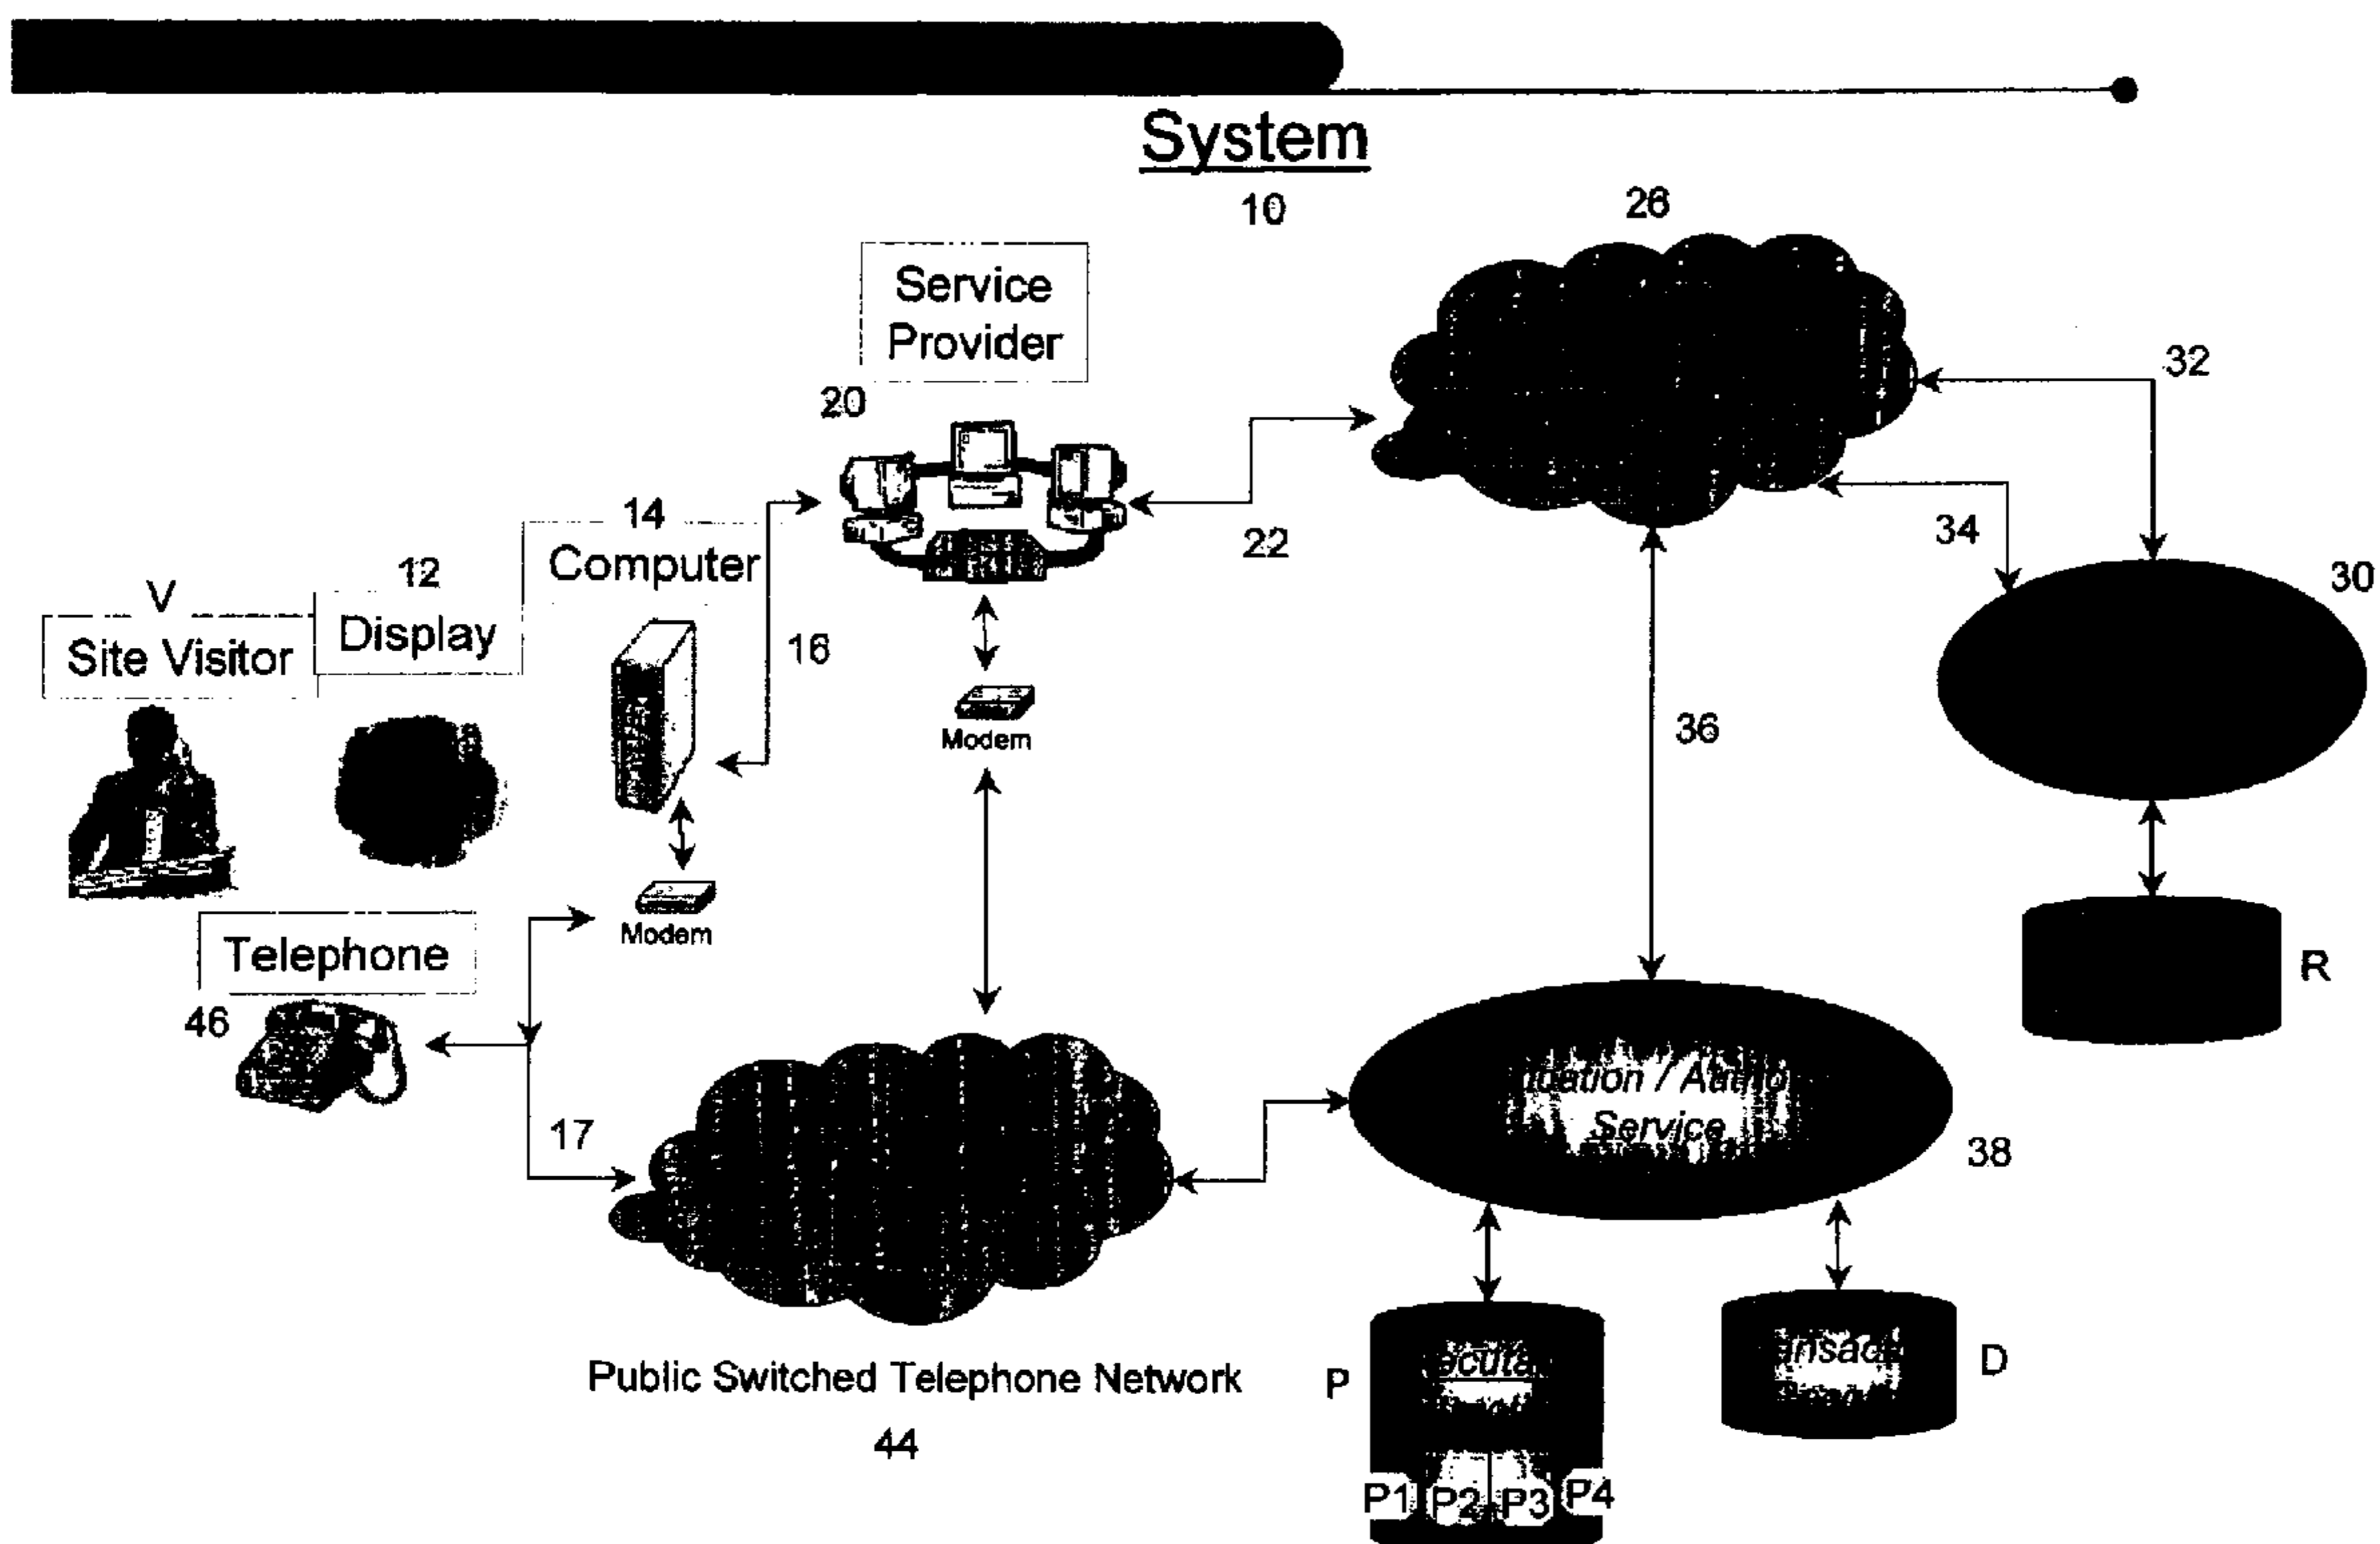 System
10
26
Service
Provider
20
32
14
Computer
22
34
30
12
Display
V
Site Visitor
16
36
Modem
Modem
Telephone
46
R
17
Service
38
Public Switched Telephone Network
44
P
D
P1
P2
P3
P4